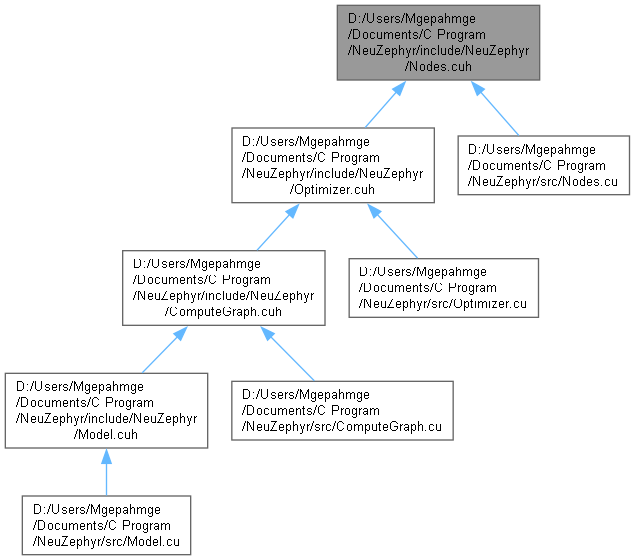 D:/Users/Mgepahmge
/Documents/C Program
/NeuZephyr/include/NeuZephyr
/Nodes.cuh
D:/Users/Mgepahmge
/Documents/C Program
/NeuZephyr/include/NeuZephyr
/Optimizer.cuh
D:/Users/Mgepahmge
/Documents/C Program
/NeuZephyr/src/Nodes.cu
D:/Users/Mgepahmge
/Documents/C Program
/NeuZephyr/include/NeuZephyr
/ComputeGraph.cuh
D:/Users/Mgepahmge
/Documents/C Program
/NeuZephyr/src/Optimizer.cu
D:/Users/Mgepahmge
/Documents/C Program
/NeuZephyr/include/NeuZephyr
/Model.cuh
D:/Users/Mgepahmge
/Documents/C Program
/NeuZephyr/src/ComputeGraph.cu
D:/Users/Mgepahmge
/Documents/C Program
/NeuZephyr/src/Model.cu